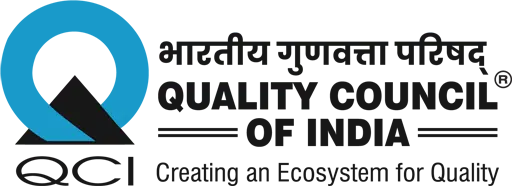 भारतीय गुणवत्ता परिषद्
QUALITY COUNCIL®
OF INDIA
QCI
Creating an Ecosystem for Quality